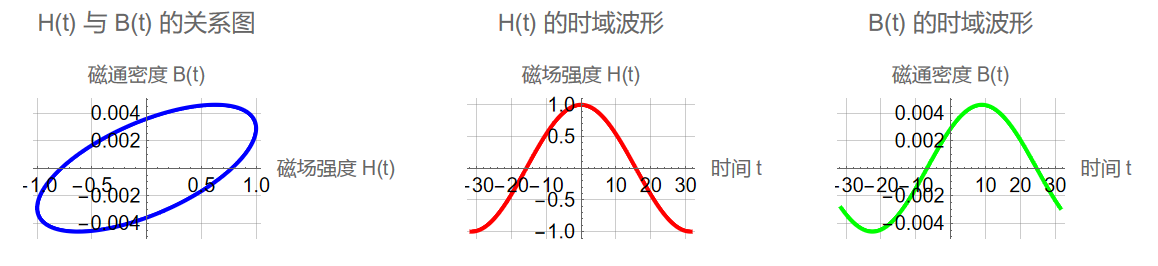 H(t) 与 B(t) 的关系图
磁通密度 B(t)
0.004
0.002
-1.0 -0.5 0.5 1.0
-0.002
-0.004
磁场强度 H(t)
H(t) 的时域波形
磁场强度 H(t)
1.0
0.5
-30 -20 -10 10 20 30
-0.5
-1.0
时间 t
B(t) 的时域波形
磁通密度 B(t)
0.004
0.002
-30 -20 -10 10 20 30
-0.002
-0.004
时间 t